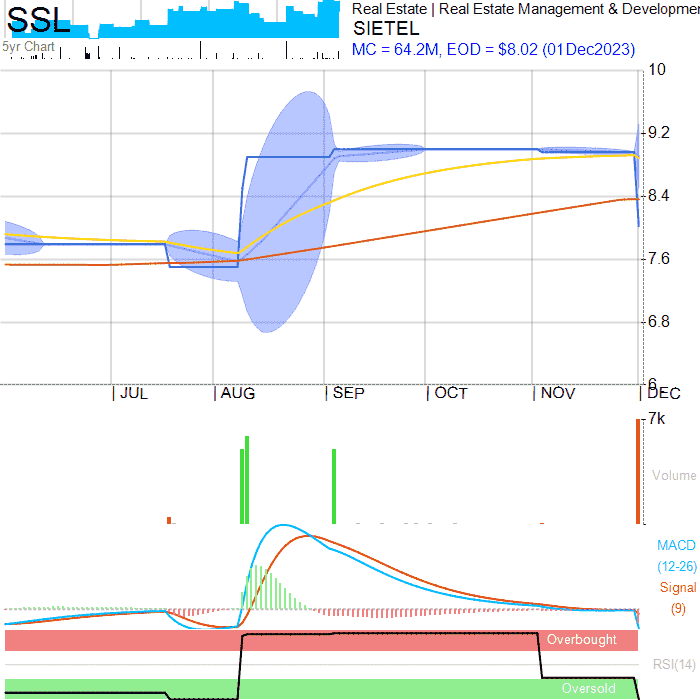 SSL
Real Estate | Real Estate Management & Developmen
SIETEL
5yr Chart
MC = 64.2M, EOD = $8.02 (01Dec2023)
10
9.2
8.4
7.6
6.8
6
JUL AUG SEP OCT NOV DEC
7k
Volume
MACD
(12-26)
Signal
(9)
Overbought
RSI(14)
Oversold